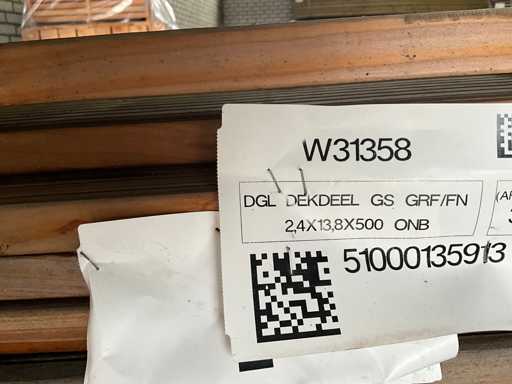 W31358
DGL DEKDEEL GS GRF/FN
2,4X13,8X500 ONB
51000135913